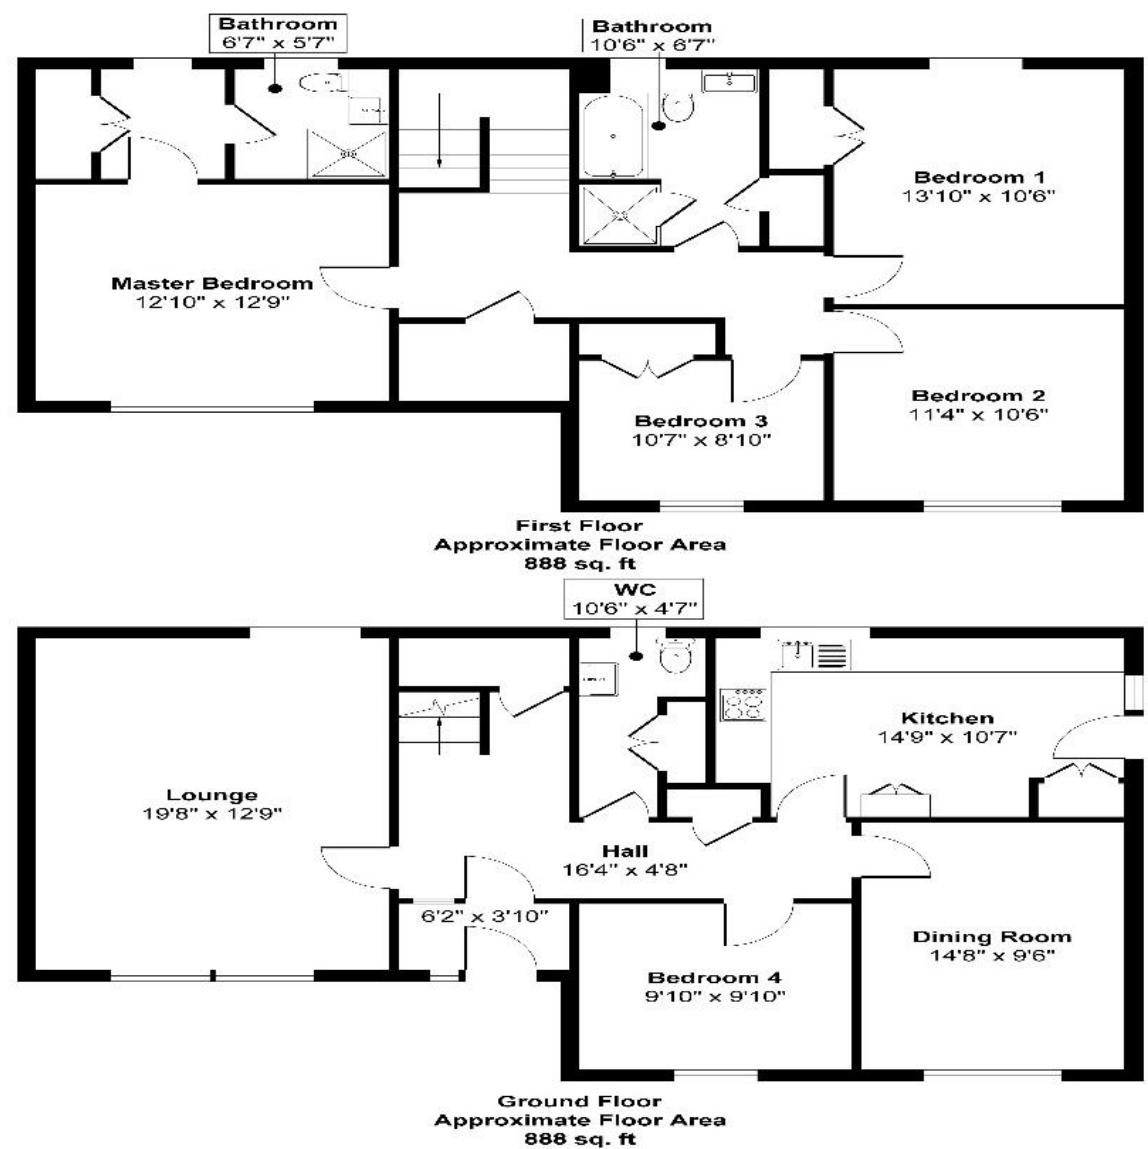 Bathroom
6'7" x 5'7"
Bathroom
10'6" x 6'7"
Bedroom 1
13'10" x 10'6"
Master Bedroom
12'10" x 12'9"
Bedroom 2
11'4" x 10'6"
Bedroom 3
10'7" x 8'10"
First Floor
Approximate Floor Area
888 sq. ft
WC
10'6" x 4'7"
Kitchen
14'9" x 10'7"
Lounge
19'8" x 12'9"
Hall
16'4" x 4'8"
6'2" x 3'10"
Dining Room
14'8" x 9'6"
Bedroom 4
9'10" x 9'10"
Ground Floor
Approximate Floor Area
888 sq. ft